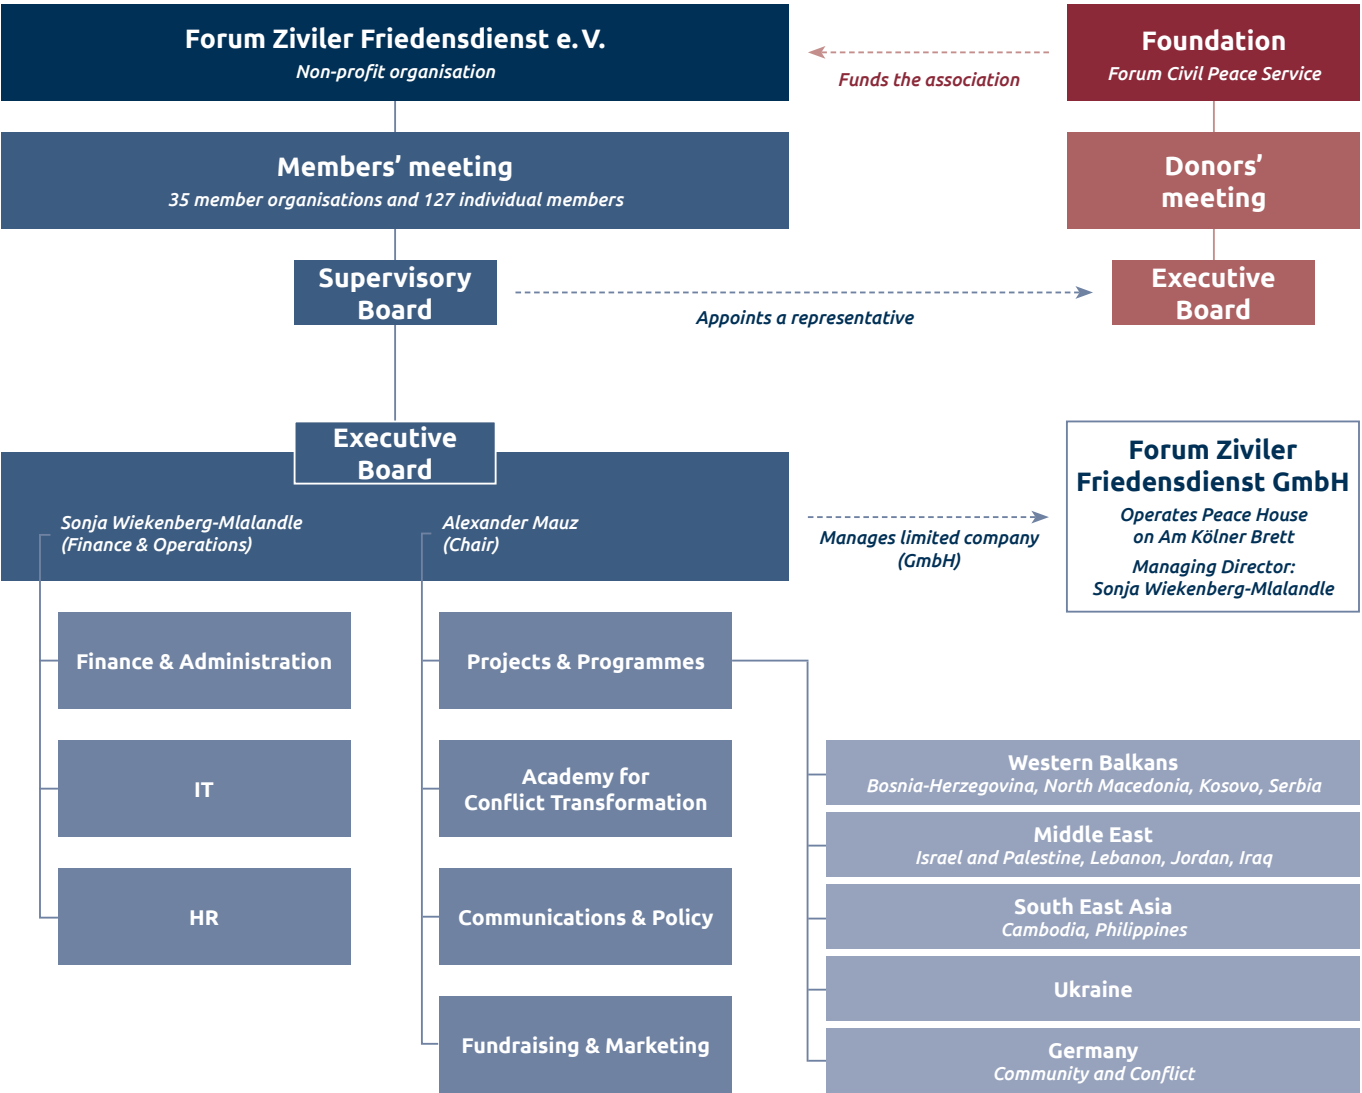 Forum Ziviler Friedensdienst e. V.
Non-profit organisation
Funds the association
Foundation
Forum Civil Peace Service
Members’ meeting
35 member organisations and 127 individual members
Donors’
meeting
Supervisory
Board
Appoints a representative
Executive
Board
Executive
Board
Sonja Wiekenberg-Mlalandle
(Finance & Operations)
Alexander Mauz
(Chair)
Manages limited company
(GmbH)
Forum Ziviler
Friedensdienst GmbH
Operates Peace House
on Am Kölner Brett
Managing Director:
Sonja Wiekenberg-Mlalandle
Finance & Administration
IT
HR
Projects & Programmes
Academy for
Conflict Transformation
Communications & Policy
Fundraising & Marketing
Western Balkans
Bosnia-Herzegovina, North Macedonia, Kosovo, Serbia
Middle East
Israel and Palestine, Lebanon, Jordan, Iraq
South East Asia
Cambodia, Philippines
Ukraine
Germany
Community and Conflict